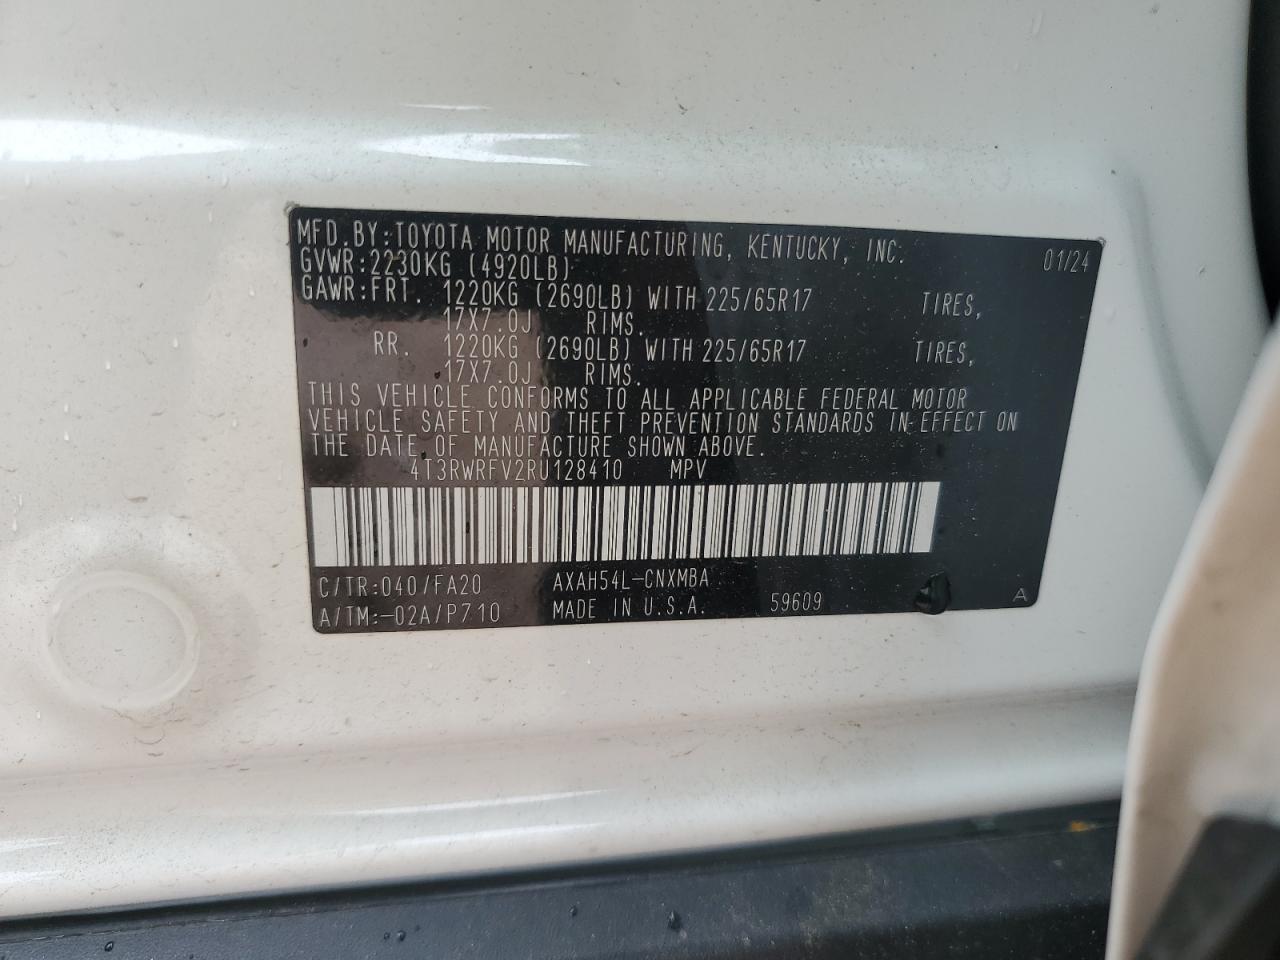 MFD.BY:TOYOTA MOTOR MANUFACTURING, KENTUCKY, INC. 01/24
GVWR:2230KG (4920LB)
GAWR:FRT. 1220KG (2690LB) WITH 225/65R17 TIRES,
17X7.0J RIMS.
RR. 1220KG (2690LB) WITH 225/65R17 TIRES,
17X7.0J RIMS.
THIS VEHICLE CONFORMS TO ALL APPLICABLE FEDERAL MOTOR
VEHICLE SAFETY AND THEFT PREVENTION STANDARDS IN EFFECT ON
THE DATE OF MANUFACTURE SHOWN ABOVE.
4T3RWRFV2RU128410 MPV
C/TR:040/FA20 AXAH54L-CNXMBA
A/TM:-02A/P710 MADE IN U.S.A. 59609 A